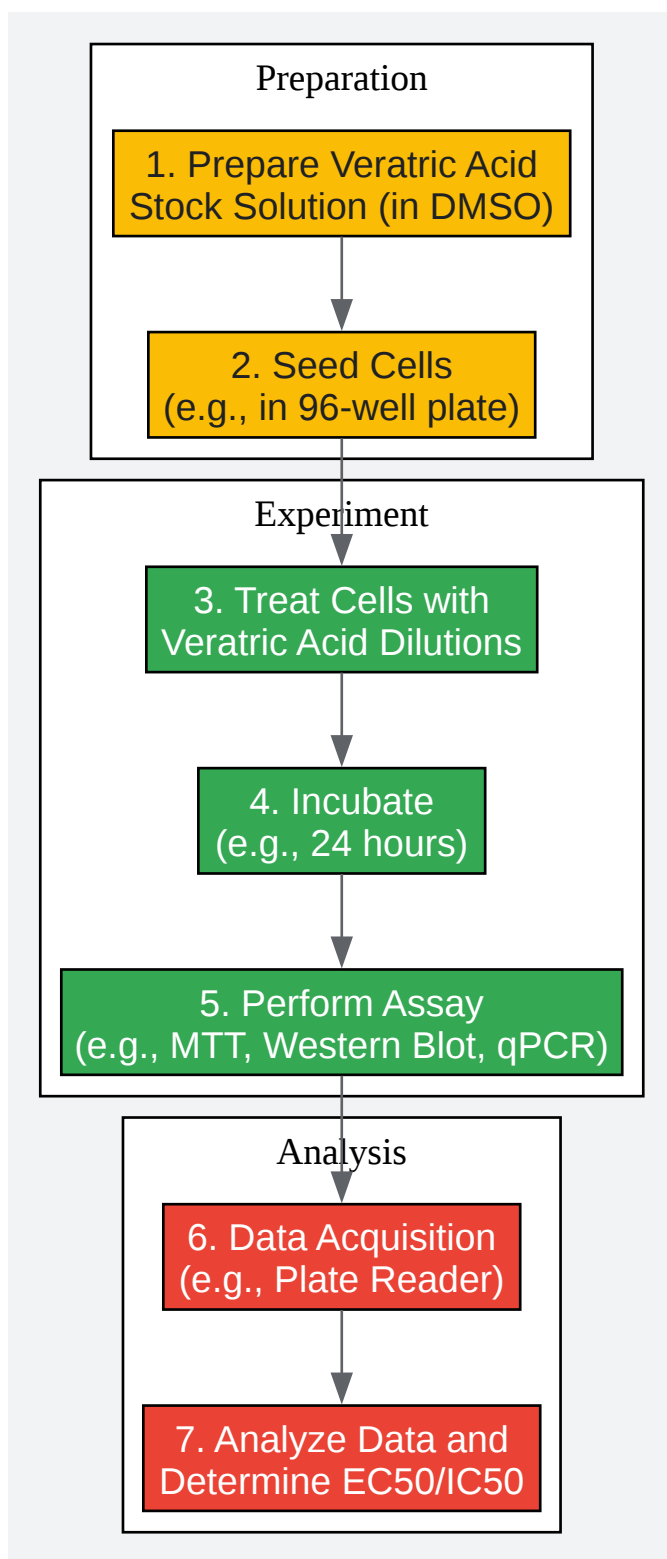 Preparation
1. Prepare Veratric Acid
Stock Solution (in DMSO)
2. Seed Cells
(e.g., in 96-well plate)
Experiment
3. Treat Cells with
Veratric Acid Dilutions
4. Incubate
(e.g., 24 hours)
5. Perform Assay
(e.g., MTT, Western Blot, qPCR)
Analysis
6. Data Acquisition
(e.g., Plate Reader)
7. Analyze Data and
Determine EC50/IC50